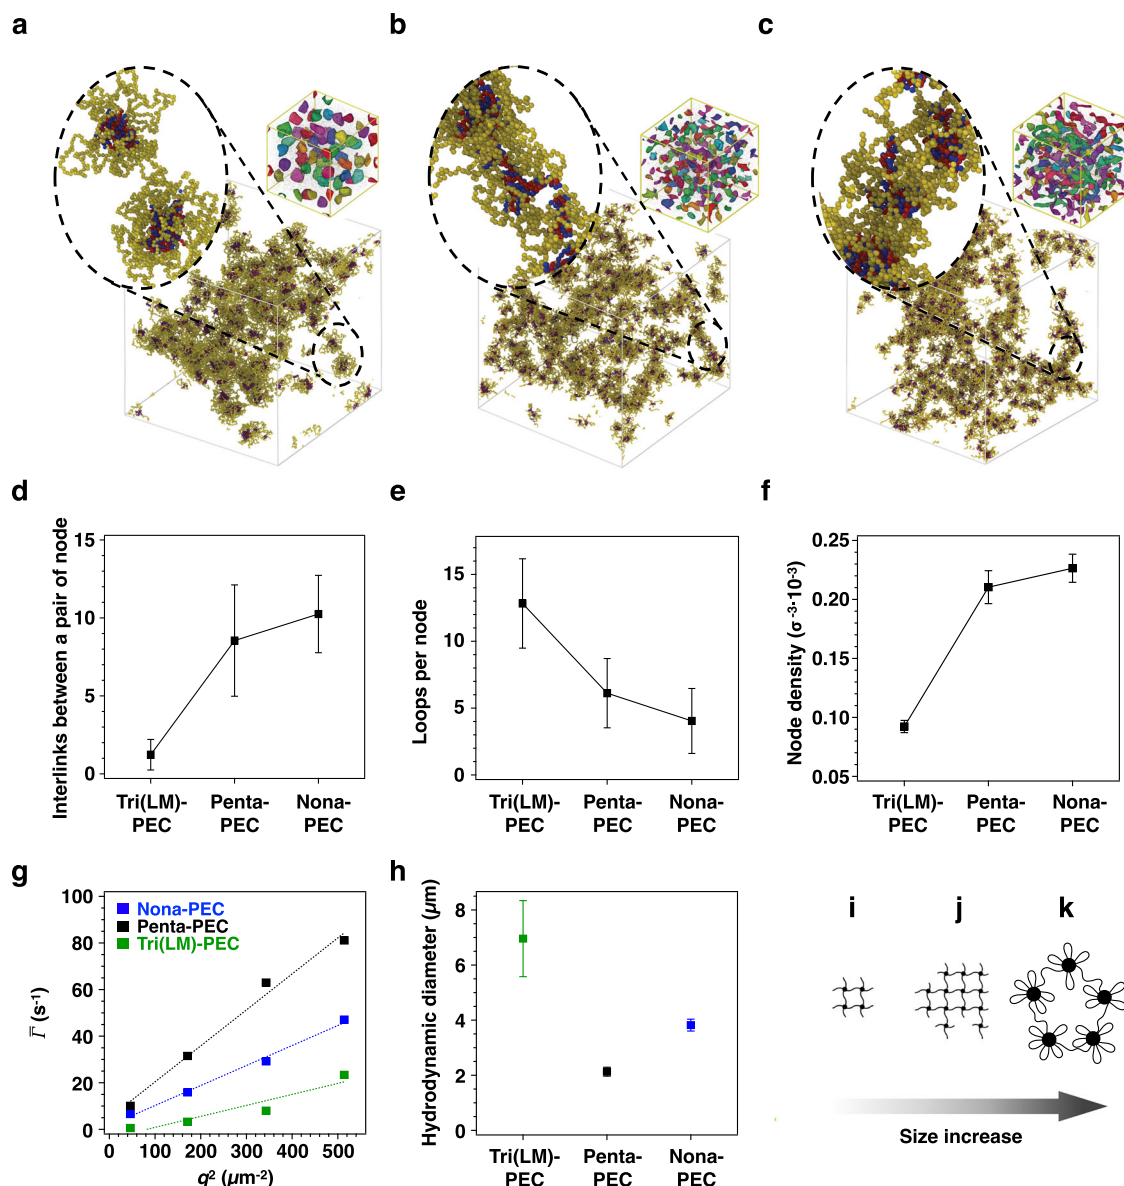 a
b
c
d
e
f
Interlinks between a pair of node
15
10
5
0
Tri(LM)-
PEC
Penta-
PEC
Nona-
PEC
Loops per node
15
10
5
0
Tri(LM)-
PEC
Penta-
PEC
Nona-
PEC
Node density (σ⁻³·10⁻³)
0.25
0.20
0.15
0.10
0.05
Tri(LM)-
PEC
Penta-
PEC
Nona-
PEC
g
Γ̿ (s⁻¹)
100
80
60
40
20
0
Nona-PEC
Penta-PEC
Tri(LM)-PEC
0 100 200 300 400 500
q² (μm⁻²)
h
Hydrodynamic diameter (μm)
8
6
4
2
0
Tri(LM)-
PEC
Penta-
PEC
Nona-
PEC
i
j
k
Size increase